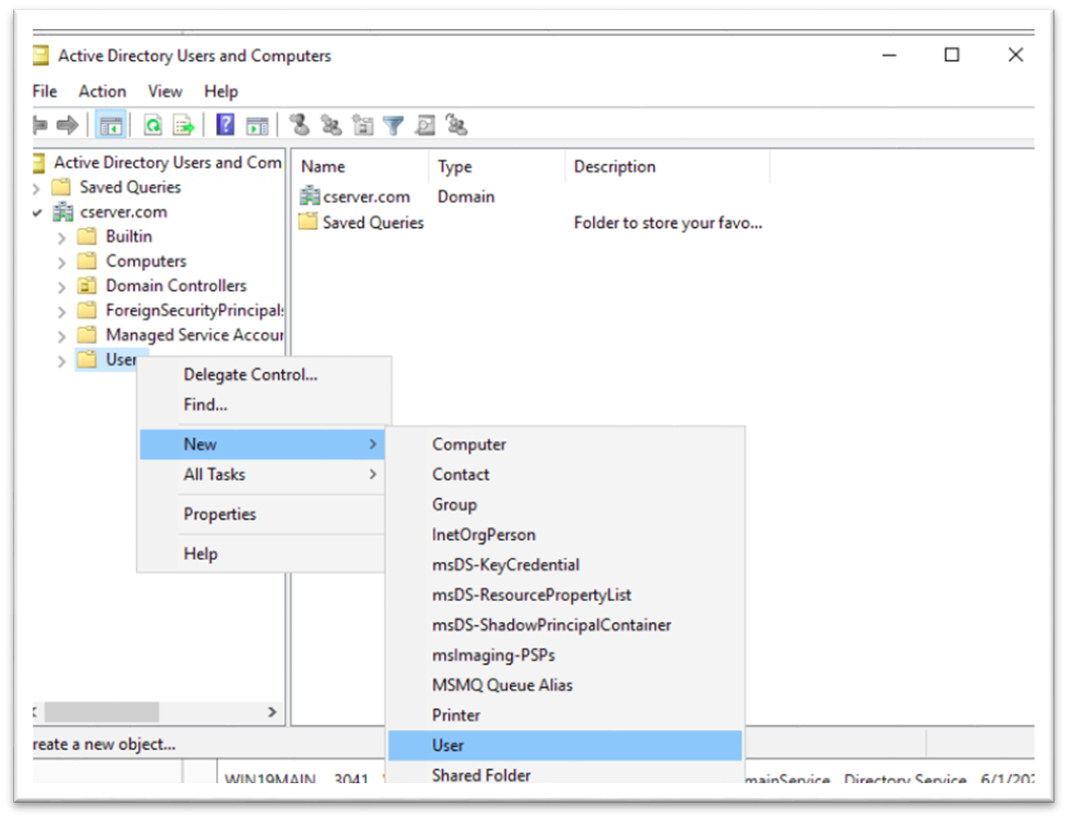 Active Directory Users and Computers
File Action View Help
Active Directory Users and Com
Saved Queries
cserver.com
Builtin
Computers
Domain Controllers
ForeignSecurityPrincipals
Managed Service Accour
User
Name Type Description
cserver.com Domain
Saved Queries Folder to store your favo...
Delegate Control...
Find...
New
All Tasks
Properties
Help
Computer
Contact
Group
InetOrgPerson
msDS-KeyCredential
msDS-ResourcePropertyList
msDS-ShadowPrincipalContainer
msImaging-PSPs
MSMQ Queue Alias
Printer
User
Shared Folder
reate a new object...
WIN19MAIN 3041 mainService Directory Service 6/1/202